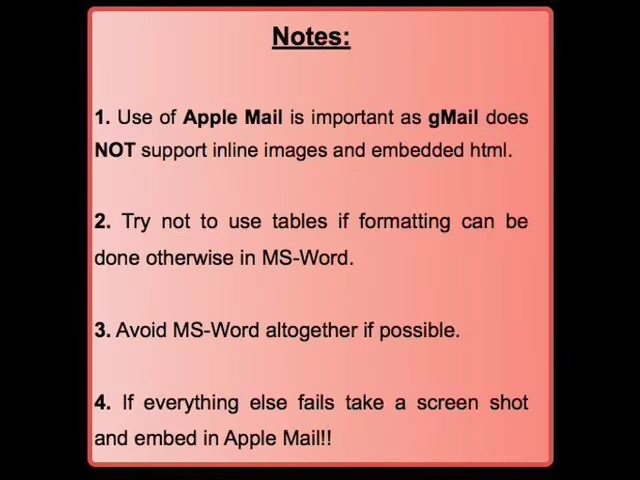 Notes:
1. Use of Apple Mail is important as gMail does
NOT support inline images and embedded html.
2. Try not to use tables if formatting can be
done otherwise in MS-Word.
3. Avoid MS-Word altogether if possible.
4. If everything else fails take a screen shot
and embed in Apple Mail!!